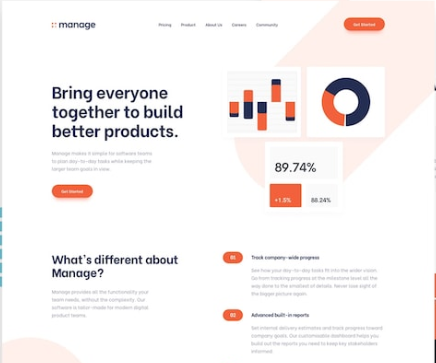 manage
Pricing Product About Us Careers Community
Get Started
Bring everyone
together to build
better products.
Manage makes it simple for software teams
to plan day-to-day tasks while keeping the
larger team goals in view.
Get Started
89.74%
+1.5%
88.24%
What's different about
Manage?
Manage provides all the functionality your
team needs, without the complexity. Our
software is tailor-made for modern digital
product teams.
01
Track company-wide progress
See how your day-to-day tasks fit into the wider vision.
Go from tracking progress at the milestone level all the
way done to the smallest of details. Never lose sight of
the bigger picture again.
02
Advanced built-in reports
Set internal delivery estimates and track progress toward
company goals. Our customisable dashboard helps you
build out the reports you need to keep key stakeholders
informed.